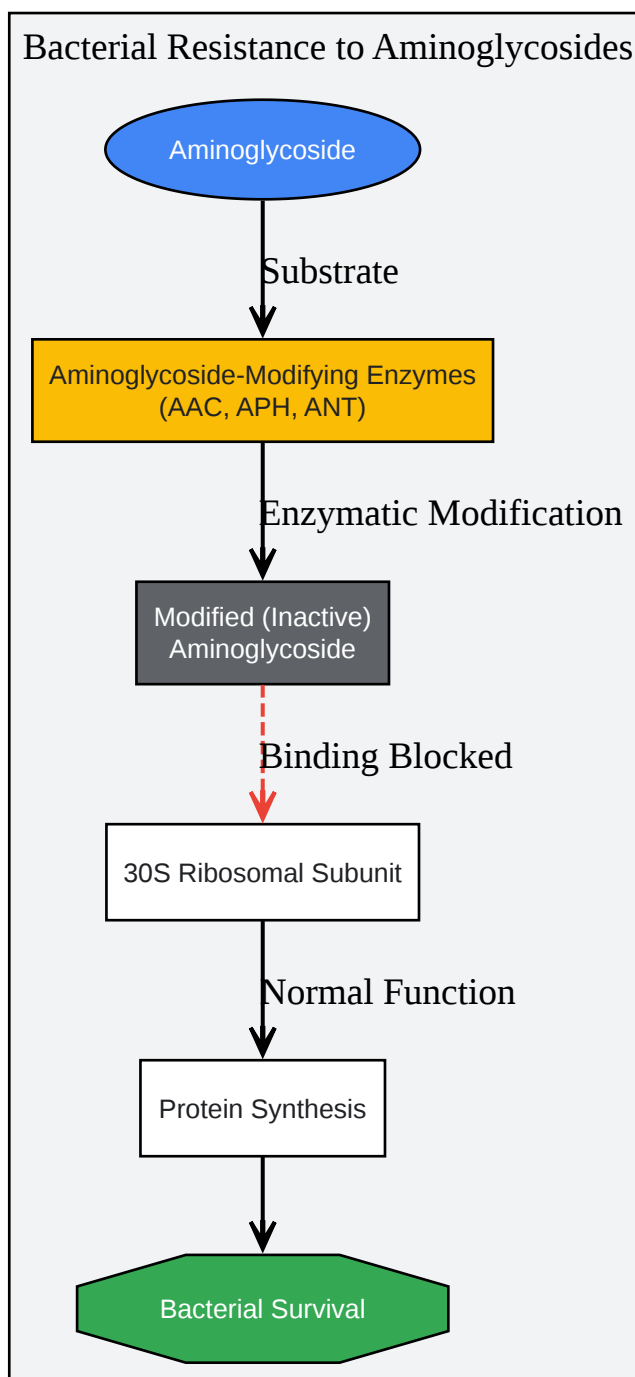 Bacterial Resistance to Aminoglycosides
Aminoglycoside
Substrate
Aminoglycoside-Modifying Enzymes
(AAC, APH, ANT)
Enzymatic Modification
Modified (Inactive)
Aminoglycoside
Binding Blocked
30S Ribosomal Subunit
Normal Function
Protein Synthesis
Bacterial Survival